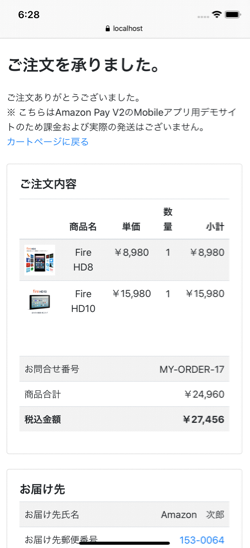 6:28
localhost
ご注文を承りました。
ご注文ありがとうございました。
※ こちらはAmazon Pay V2のMobileアプリ用デモサイ
トのため課金および実際の発送はございません。
カートページに戻る
ご注文内容
商品名 単価 数量 小計
Fire HD8 ￥8,980 1 ￥8,980
Fire HD10 ￥15,980 1 ￥15,980
お問合せ番号 MY-ORDER-17
商品合計 ￥24,960
税込金額 ￥27,456
お届け先
お届け先氏名 Amazon 次郎
お届け先郵便番号 153-0064